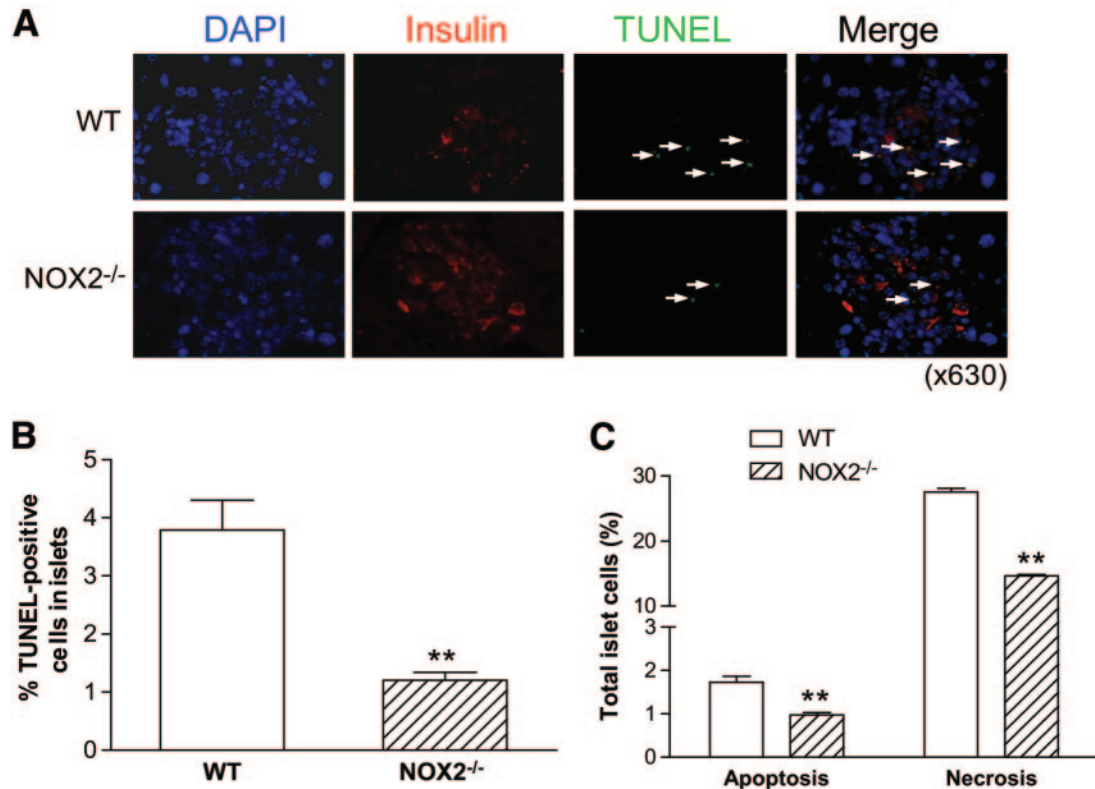 A
DAPI Insulin TUNEL Merge
WT
NOX2-/-
(x630)
B
% TUNEL-positive
cells in islets
5
4
3
2
1
0
**
WT NOX2-/-
C
WT
NOX2-/-
Total islet cells (%)
30
20
10
3
2
1
0
**
**
Apoptosis Necrosis